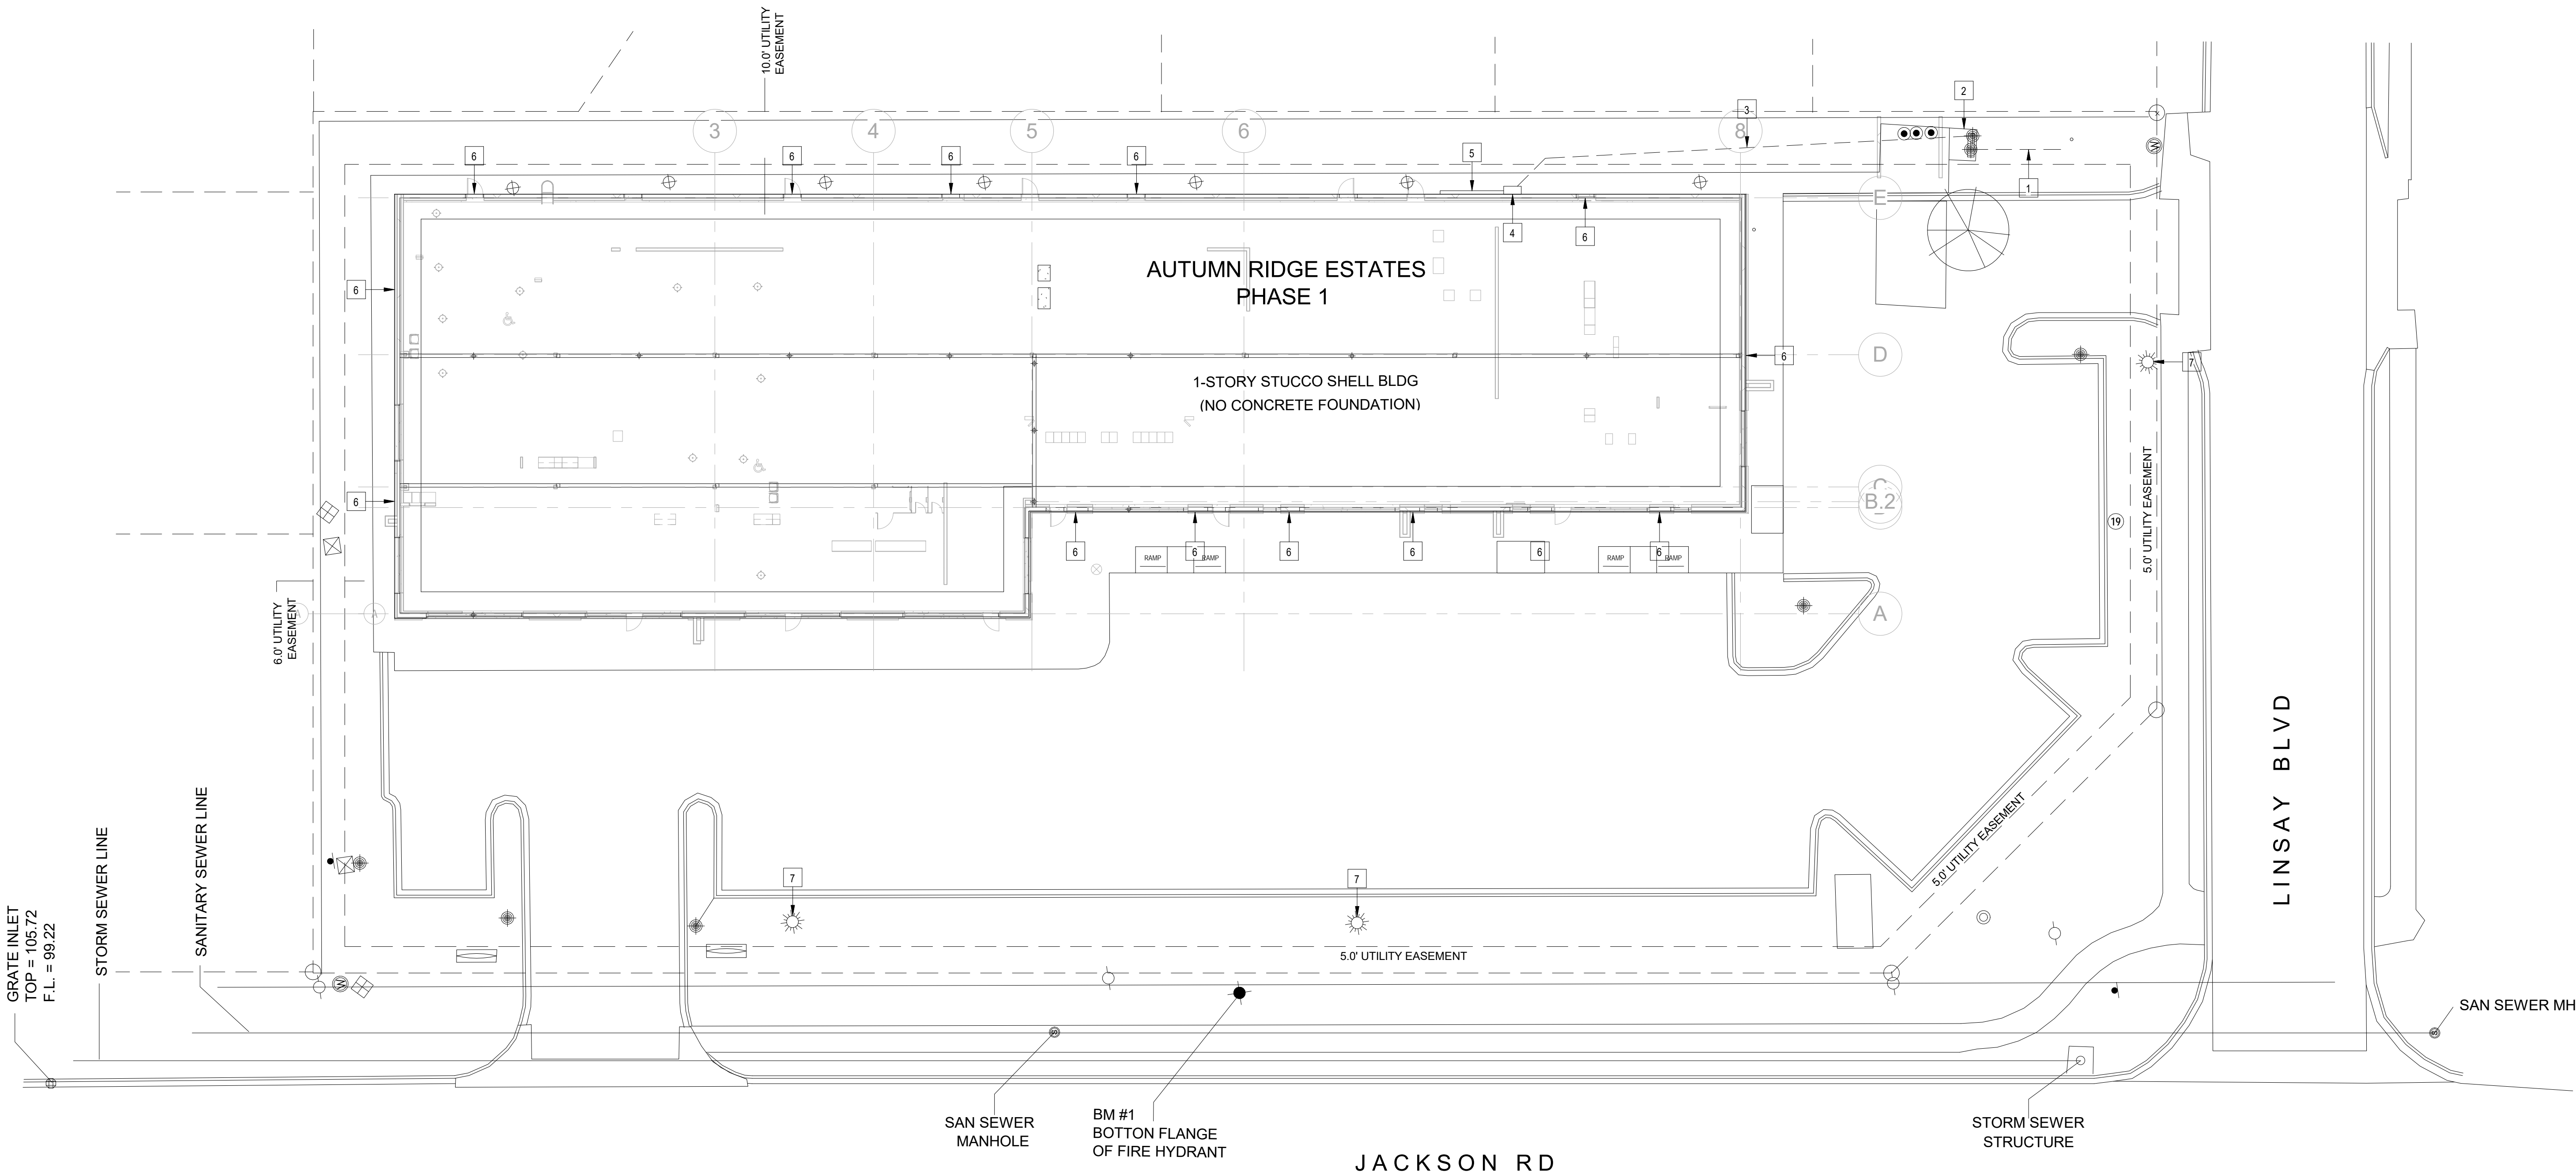 10.0' UTILITY
EASEMENT
2
3
3
4
5
6
8
6
6
6
6
5
1
E
4
6
AUTUMN RIDGE ESTATES
PHASE 1
6
D
6
7
1-STORY STUCCO SHELL BLDG
(NO CONCRETE FOUNDATION)
5.0' UTILITY EASEMENT
C
B.2
6
19
6
6
6
6
6
6
RAMP
RAMP
RAMP
RAMP
6.0' UTILITY
EASEMENT
A
A
A
LINSAY BLVD
5.0' UTILITY EASEMENT
7
7
GRATE INLET
TOP = 105.72
F.L. = 99.22
STORM SEWER LINE
SANITARY SEWER LINE
5.0' UTILITY EASEMENT
W
W
S
S
SAN SEWER MH
SAN SEWER
MANHOLE
BM #1
BOTTON FLANGE
OF FIRE HYDRANT
STORM SEWER
STRUCTURE
JACKSON RD